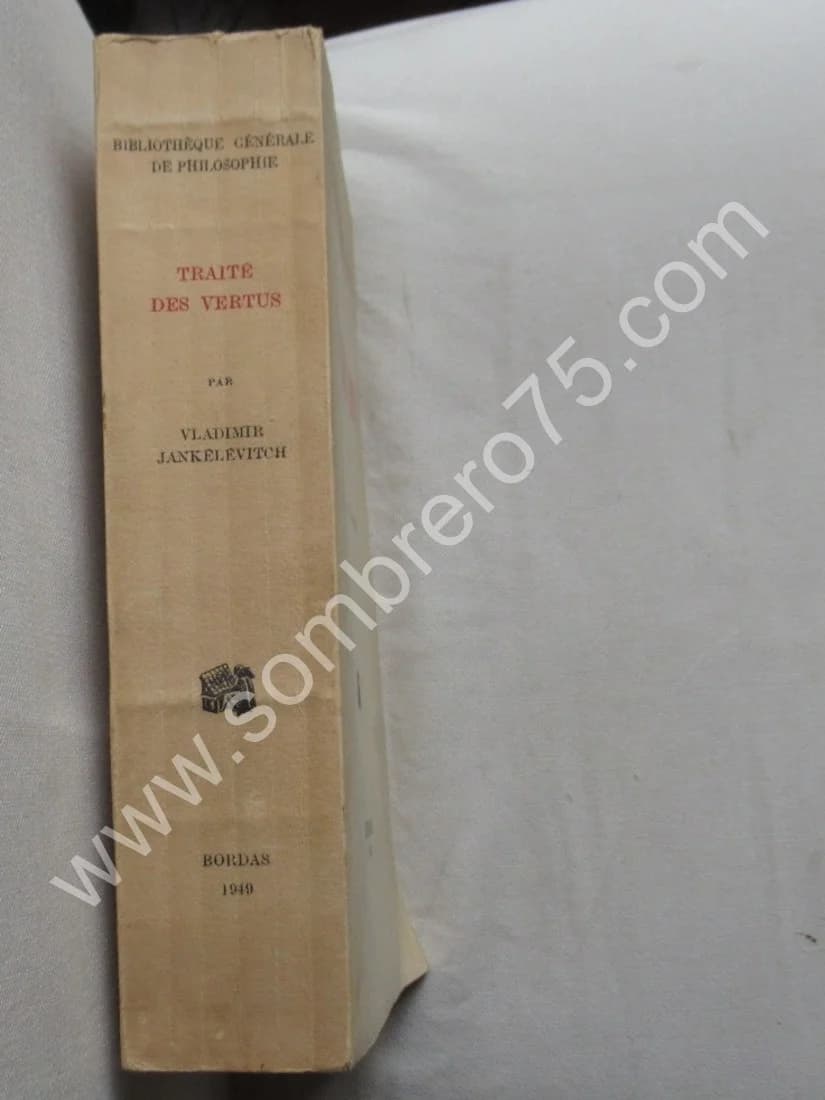 BIBLIOTHÈQUE GÉNÉRALE
DE PHILOSOPHIE
TRAITÉ
DES VERTUS
PAR
VLADIMIR
JANKÉLÉVITCH
BORDAS
1949
www.sombrero75.com